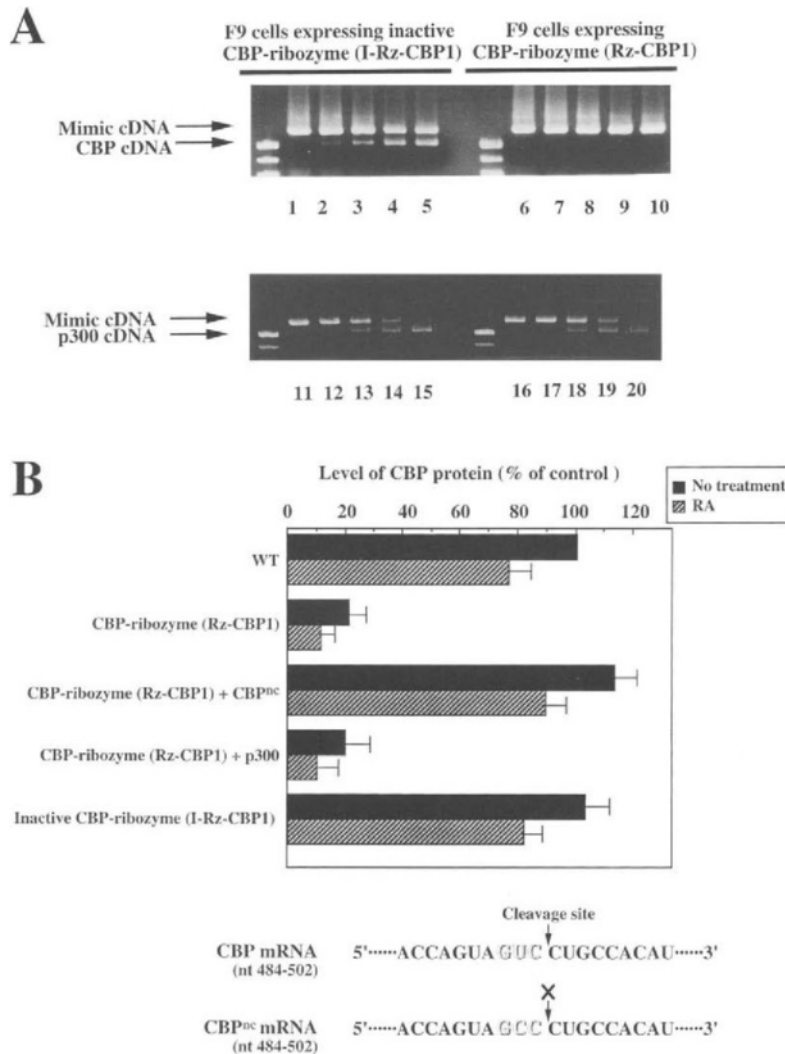 A
F9 cells expressing inactive
CBP-ribozyme (I-Rz-CBP1)
F9 cells expressing
CBP-ribozyme (Rz-CBP1)
Mimic cDNA
CBP cDNA
1 2 3 4 5 6 7 8 9 10
Mimic cDNA
p300 cDNA
11 12 13 14 15 16 17 18 19 20
B
Level of CBP protein (% of control )
No treatment
RA
0 20 40 60 80 100 120
WT
CBP-ribozyme (Rz-CBP1)
CBP-ribozyme (Rz-CBP1) + CBPnc
CBP-ribozyme (Rz-CBP1) + p300
Inactive CBP-ribozyme (I-Rz-CBP1)
Cleavage site
CBP mRNA 5'······ACCAGUA GUC CUGCCACAU······3'
(nt 484-502)
X
CBPnc mRNA 5'······ACCAGUA GCC CUGCCACAU······3'
(nt 484-502)